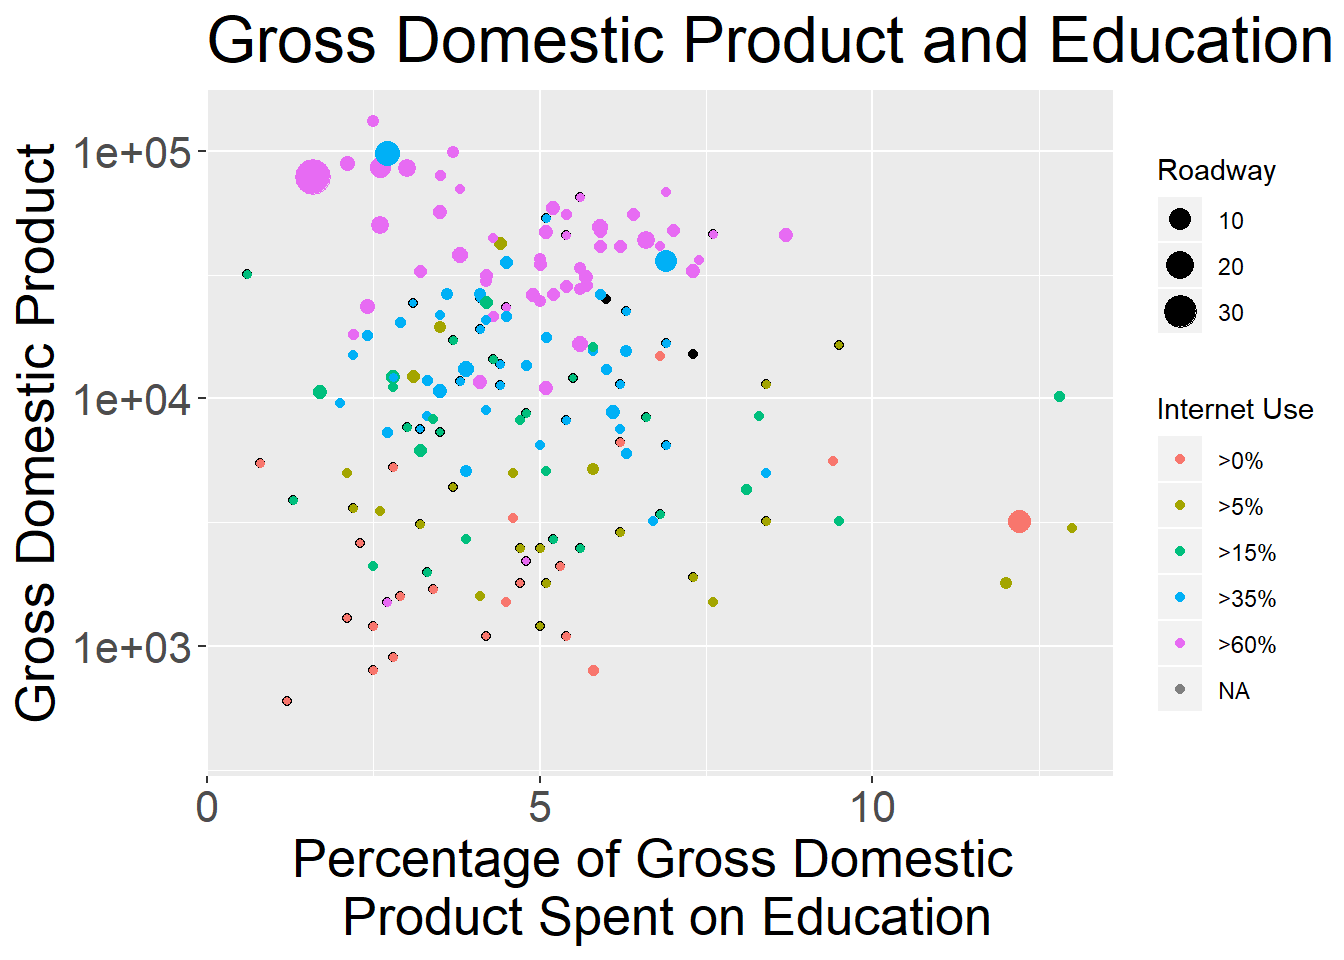 Gross Domestic Product and Education
Gross Domestic Product
1e+05
1e+04
1e+03
0
5
10
Percentage of Gross Domestic
Product Spent on Education
Roadway
10
20
30
Internet Use
>0%
>5%
>15%
>35%
>60%
NA